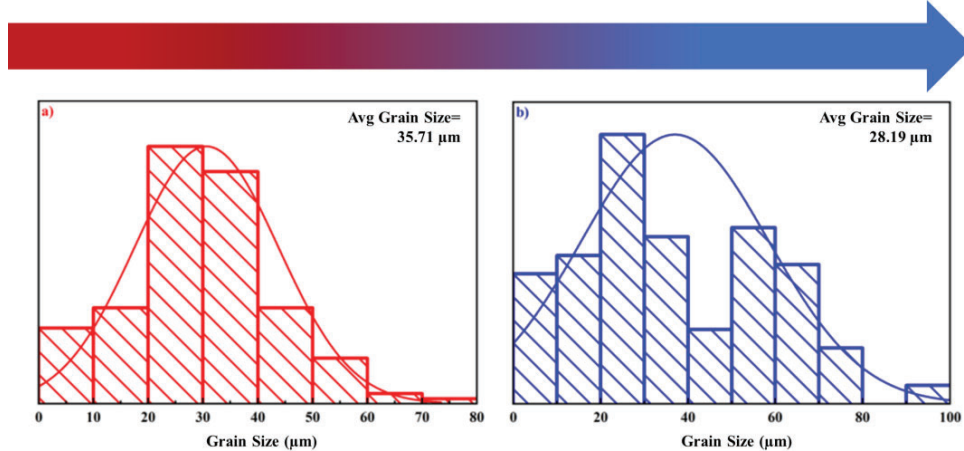 a)
Avg Grain Size=
35.71 µm
0 10 20 30 40 50 60 70 80
Grain Size (µm)
b)
Avg Grain Size=
28.19 µm
0 20 40 60 80 100
Grain Size (µm)